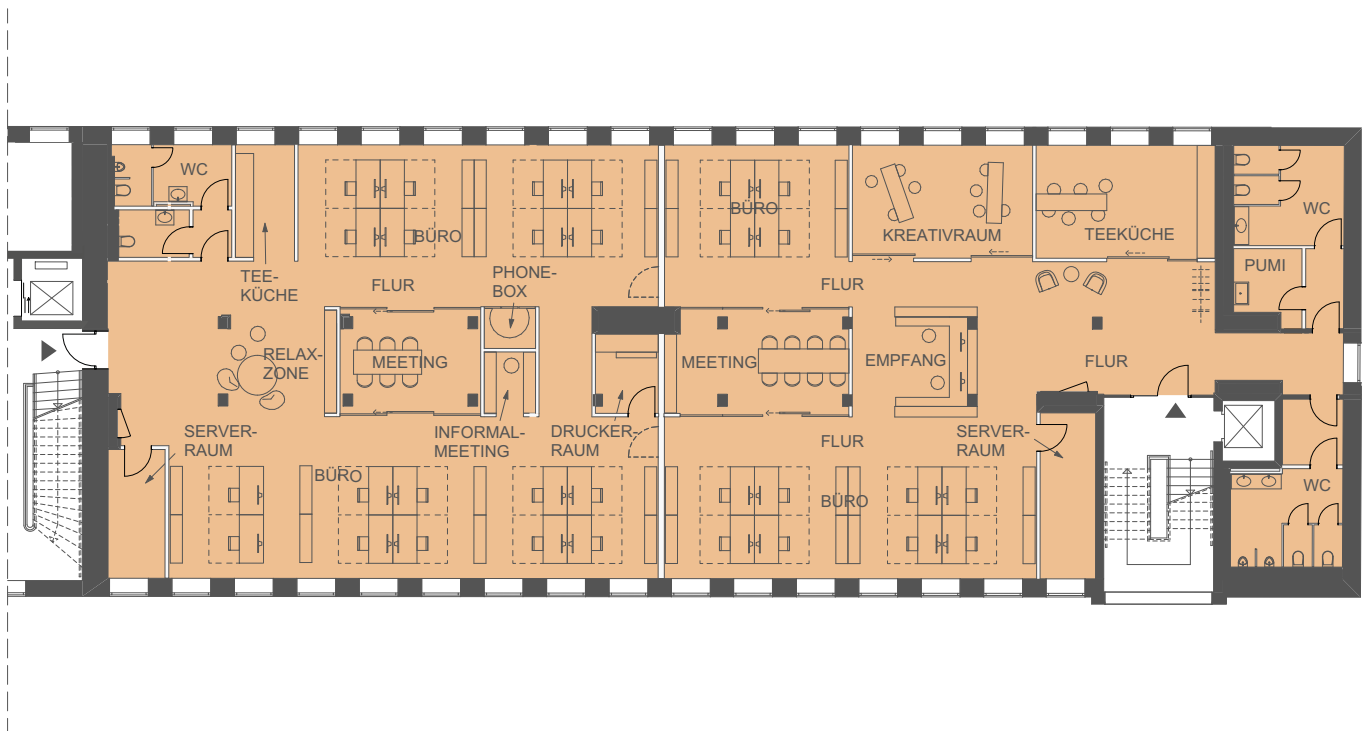 WC
BÜRO
BÜRO
KREATIVRAUM
TEEKÜCHE
WC
PUMI
TEE-
KÜCHE
FLUR
PHONE-
BOX
FLUR
RELAX-
ZONE
MEETING
MEETING
EMPFANG
FLUR
SERVER-
RAUM
INFORMAL-
MEETING
DRUCKER-
RAUM
FLUR
SERVER-
RAUM
BÜRO
BÜRO
WC